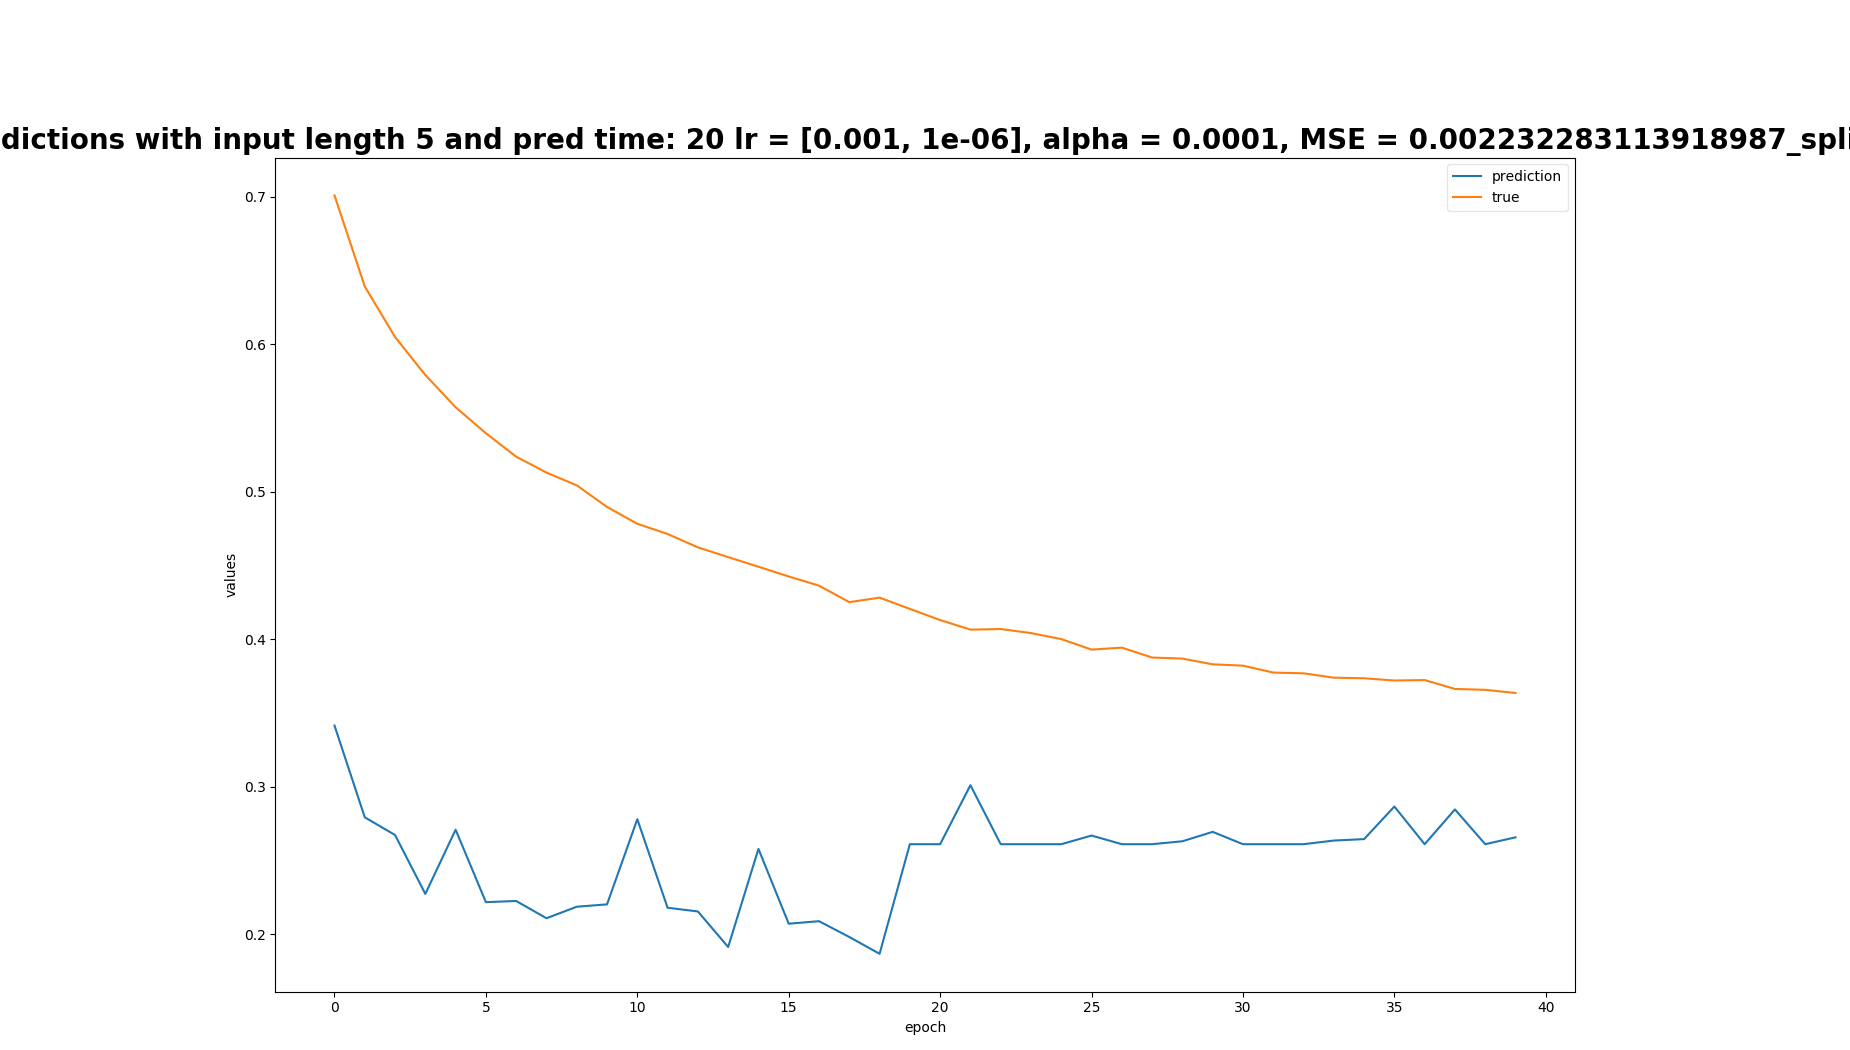 dictions with input length 5 and pred time: 20 lr = [0.001, 1e-06], alpha = 0.0001, MSE = 0.002232283113918987_spli
prediction
true
0.7
0.6
0.5
0.4
0.3
0.2
values
0 5 10 15 20 25 30 35 40
epoch